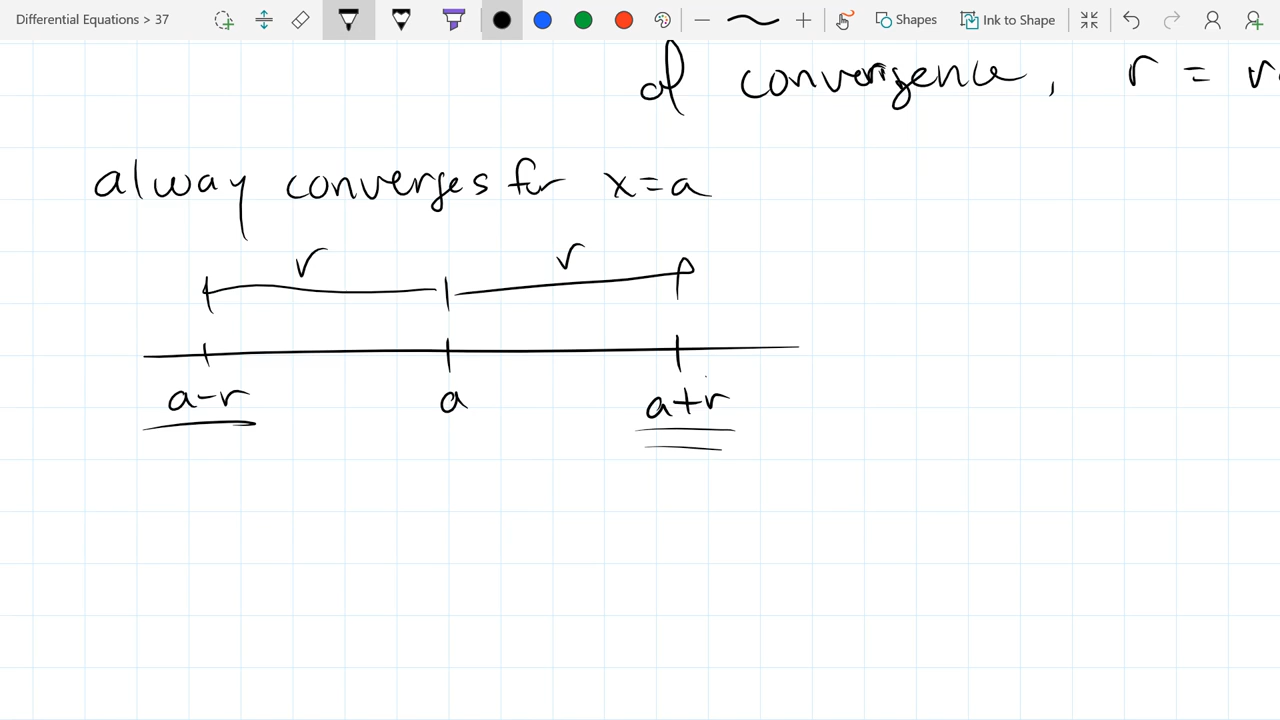 Differential Equations > 37 Shapes Ink to Shape
of convergence, r =
alway converges for x=a
r r
a-r a a+r